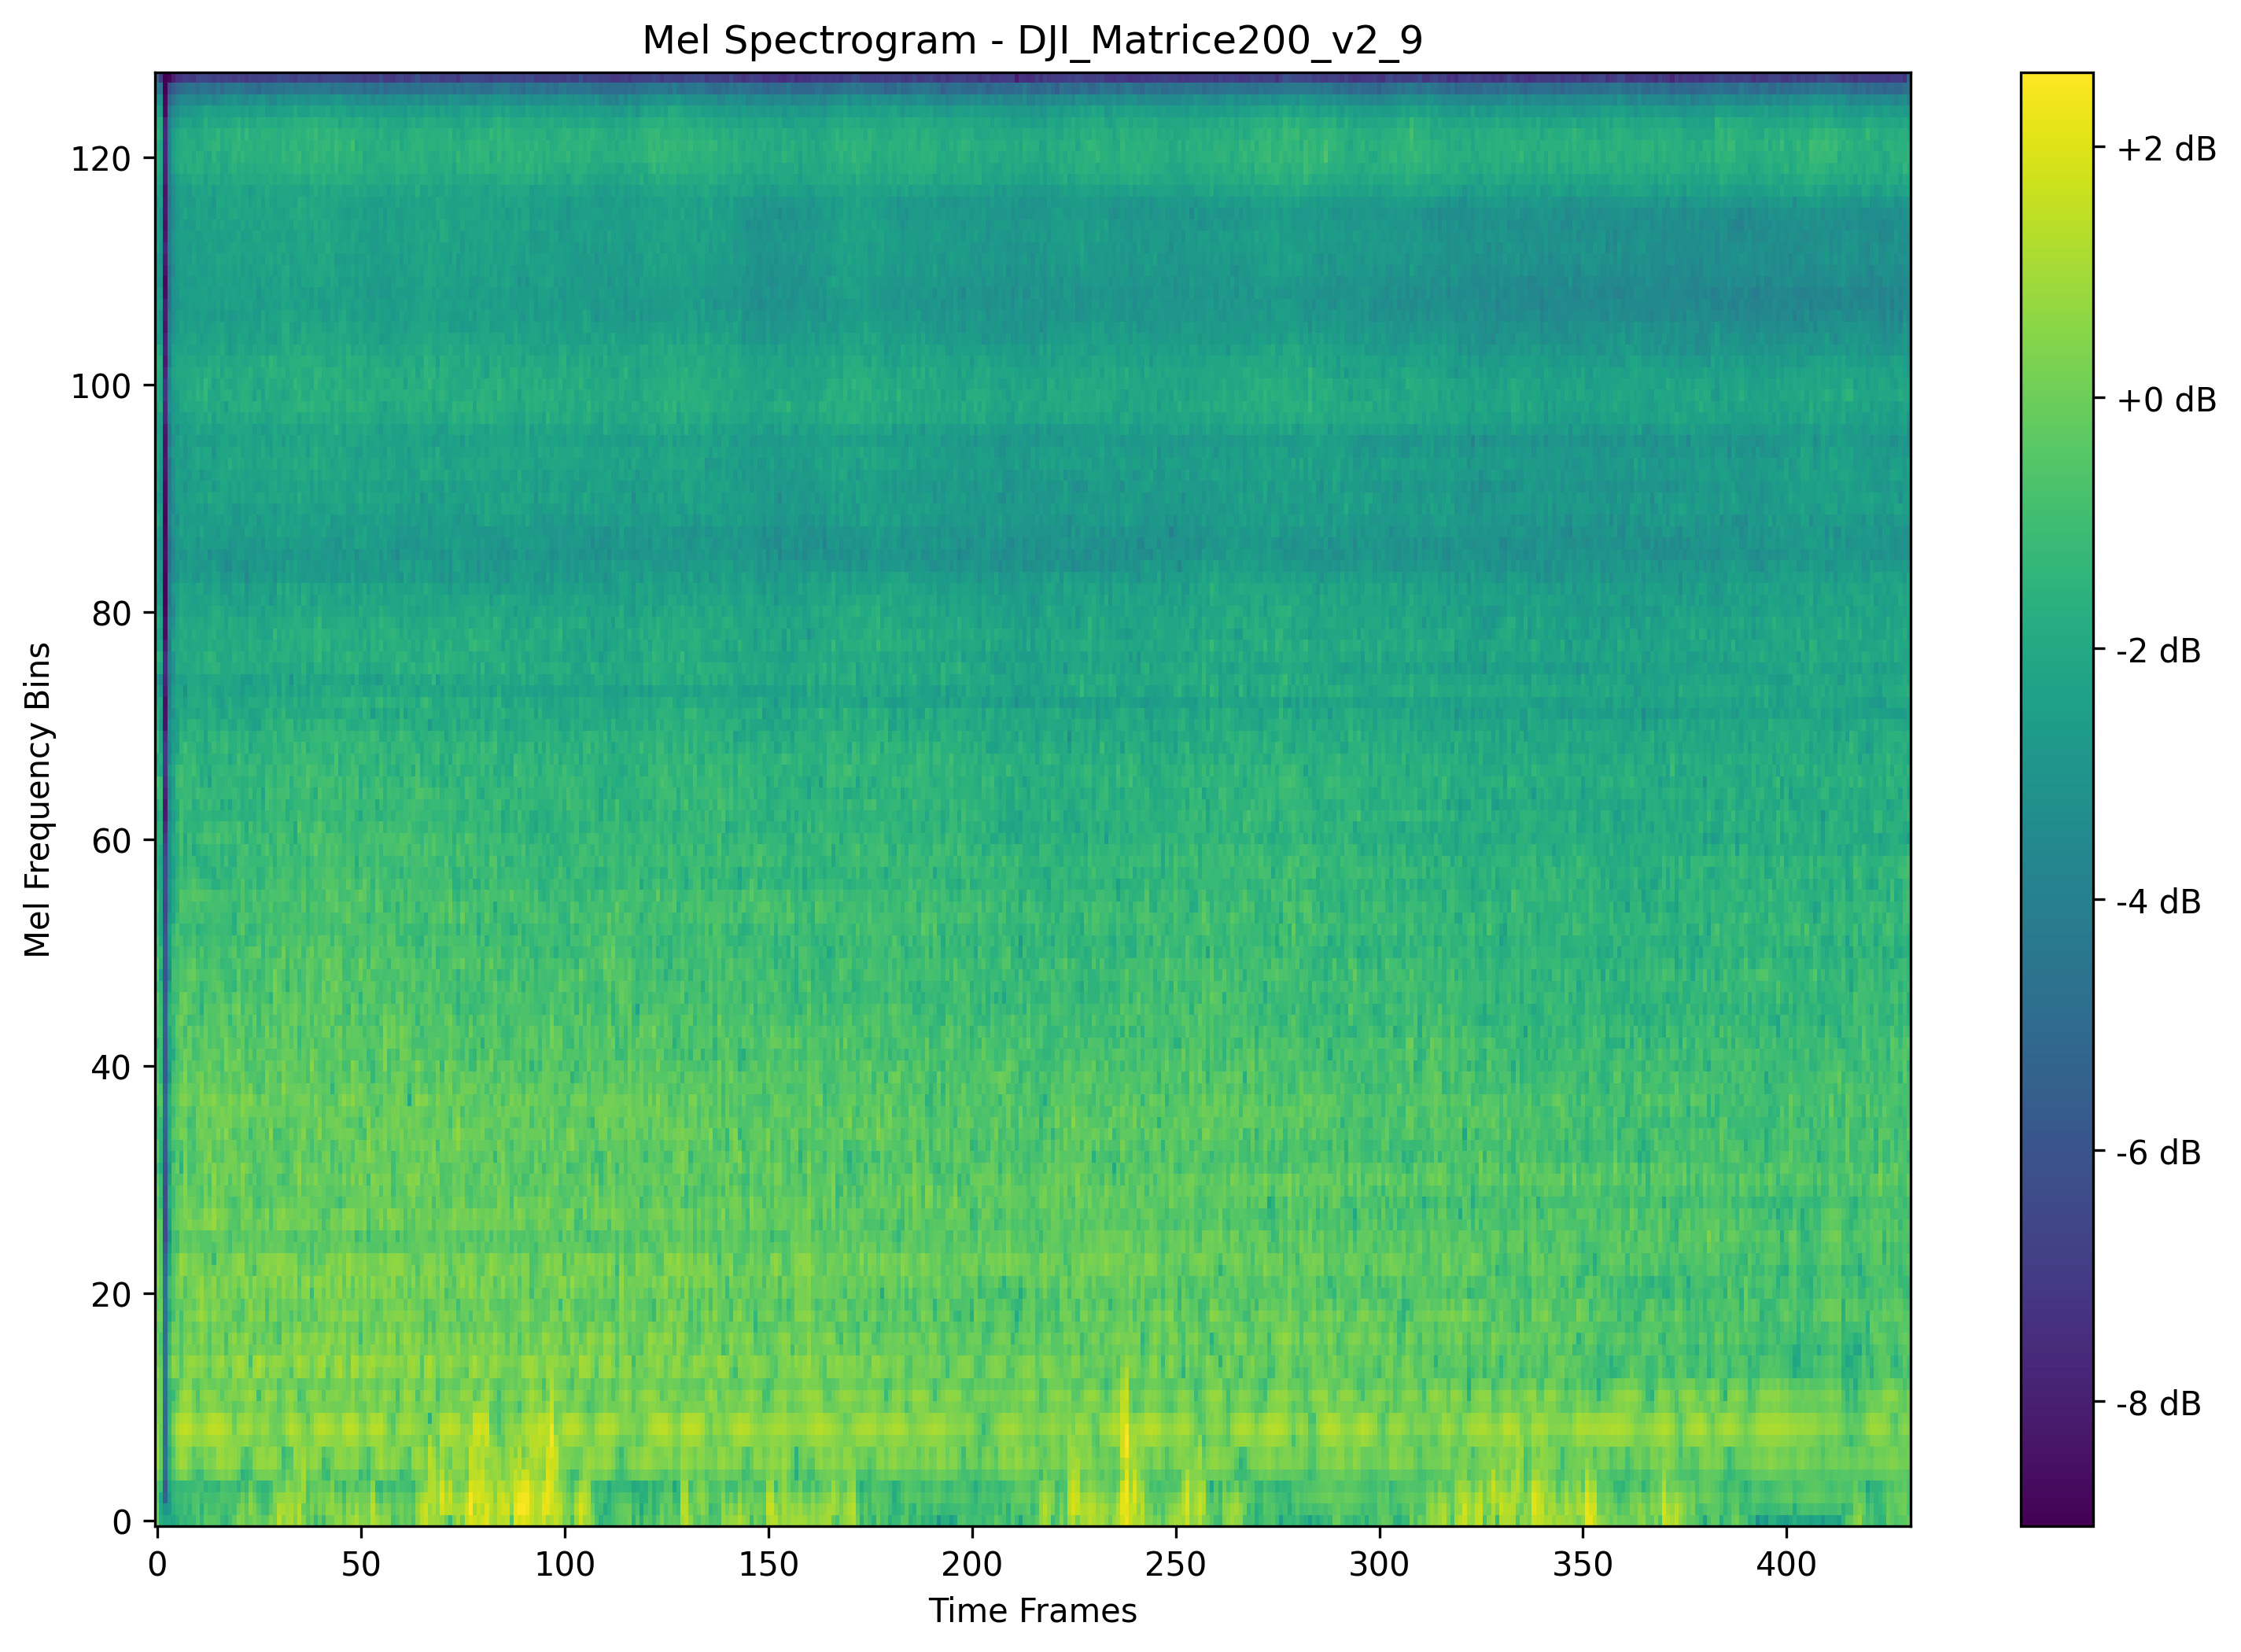 Mel Spectrogram - DJI_Matrice200_v2_9
Mel Frequency Bins
120
100
80
60
40
20
0
0 50 100 150 200 250 300 350 400
Time Frames
+2 dB
+0 dB
-2 dB
-4 dB
-6 dB
-8 dB